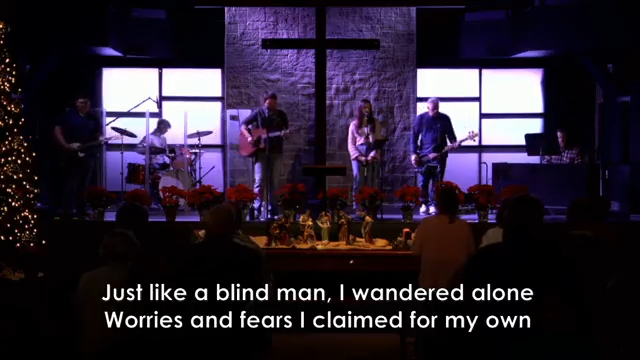 Just like a blind man, I wandered alone
Worries and fears I claimed for my own